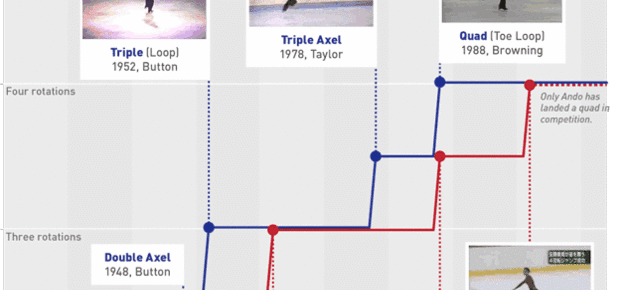 Triple (Loop)
1952, Button
Triple Axel
1978, Taylor
Quad (Toe Loop)
1988, Browning
Four rotations
Only Ando has
landed a quad in
competition.
Three rotations
Double Axel
1948, Button